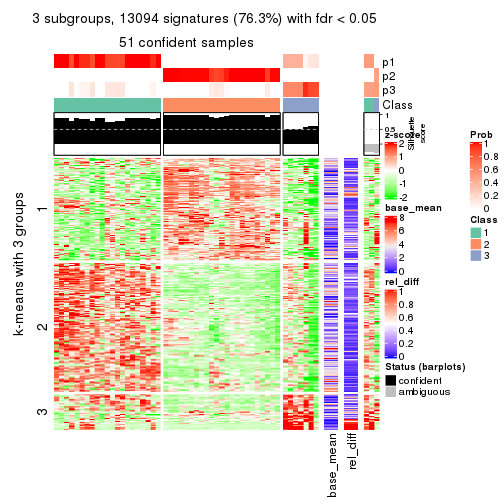 3 subgroups, 13094 signatures (76.3%) with fdr < 0.05
51 confident samples
p1
p2
p3
Class
1
0.5
0
Silhouette
score
k-means with 3 groups
1
2
3
base_mean
rel_diff
z-score
2
1
0
-1
-2
base_mean
8
6
4
2
0
rel_diff
1
0.8
0.6
0.4
0.2
0
Status (barplots)
confident
ambiguous
Prob
1
0.8
0.6
0.4
0.2
0
Class
1
2
3